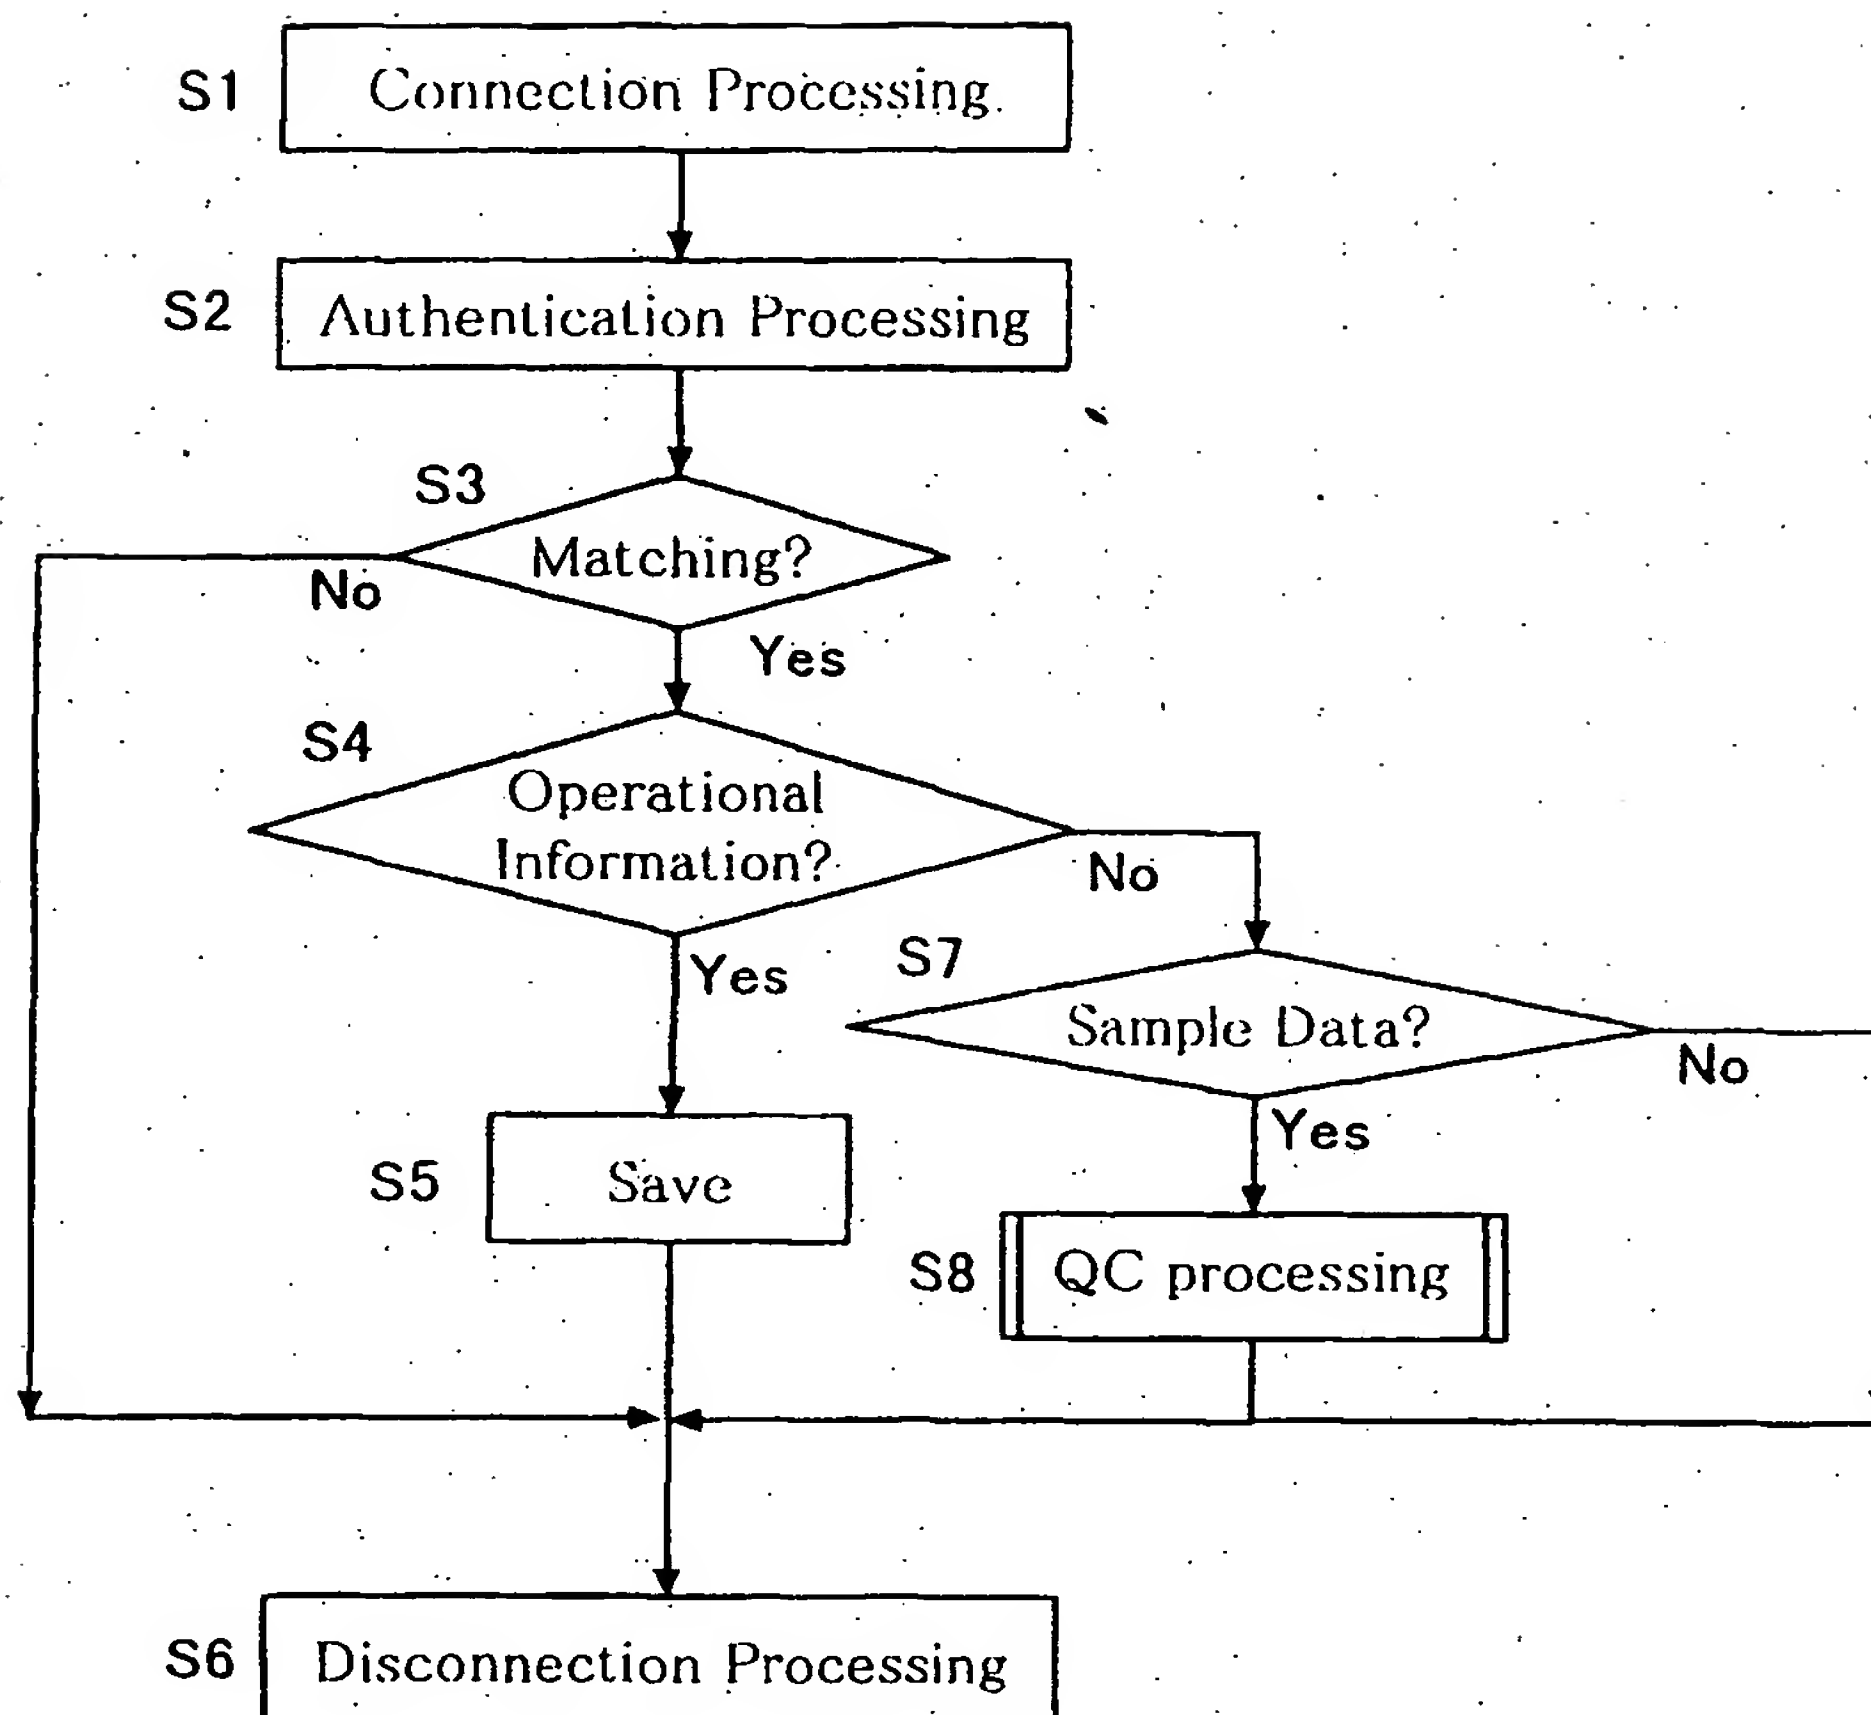 S1
Connection Processing
S2
Authentication Processing
S3
Matching?
No
Yes
S4
Operational
Information?
No
Yes
S7
Sample Data?
No
Yes
S5
Save
S8
QC processing
S6
Disconnection Processing